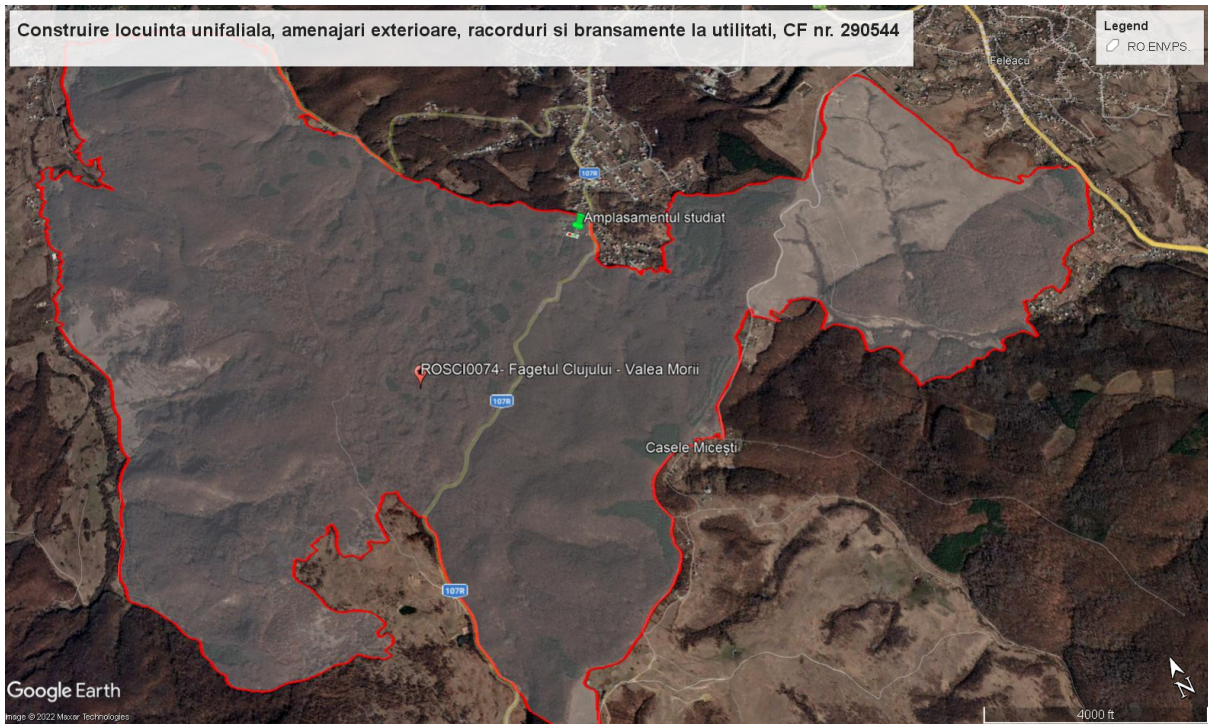 Construire locuinta unifaliala, amenajari exterioare, racorduri si bransamente la utilitati, CF nr. 290544
Legend
RO.ENV.PS..
Feleacu
107R
Amplasamentul studiat
ROSCI0074- Fagetul Clujului - Valea Morii
107R
Casele Micești
107R
Google Earth
Image © 2022 Maxar Technologies
4000 ft
N